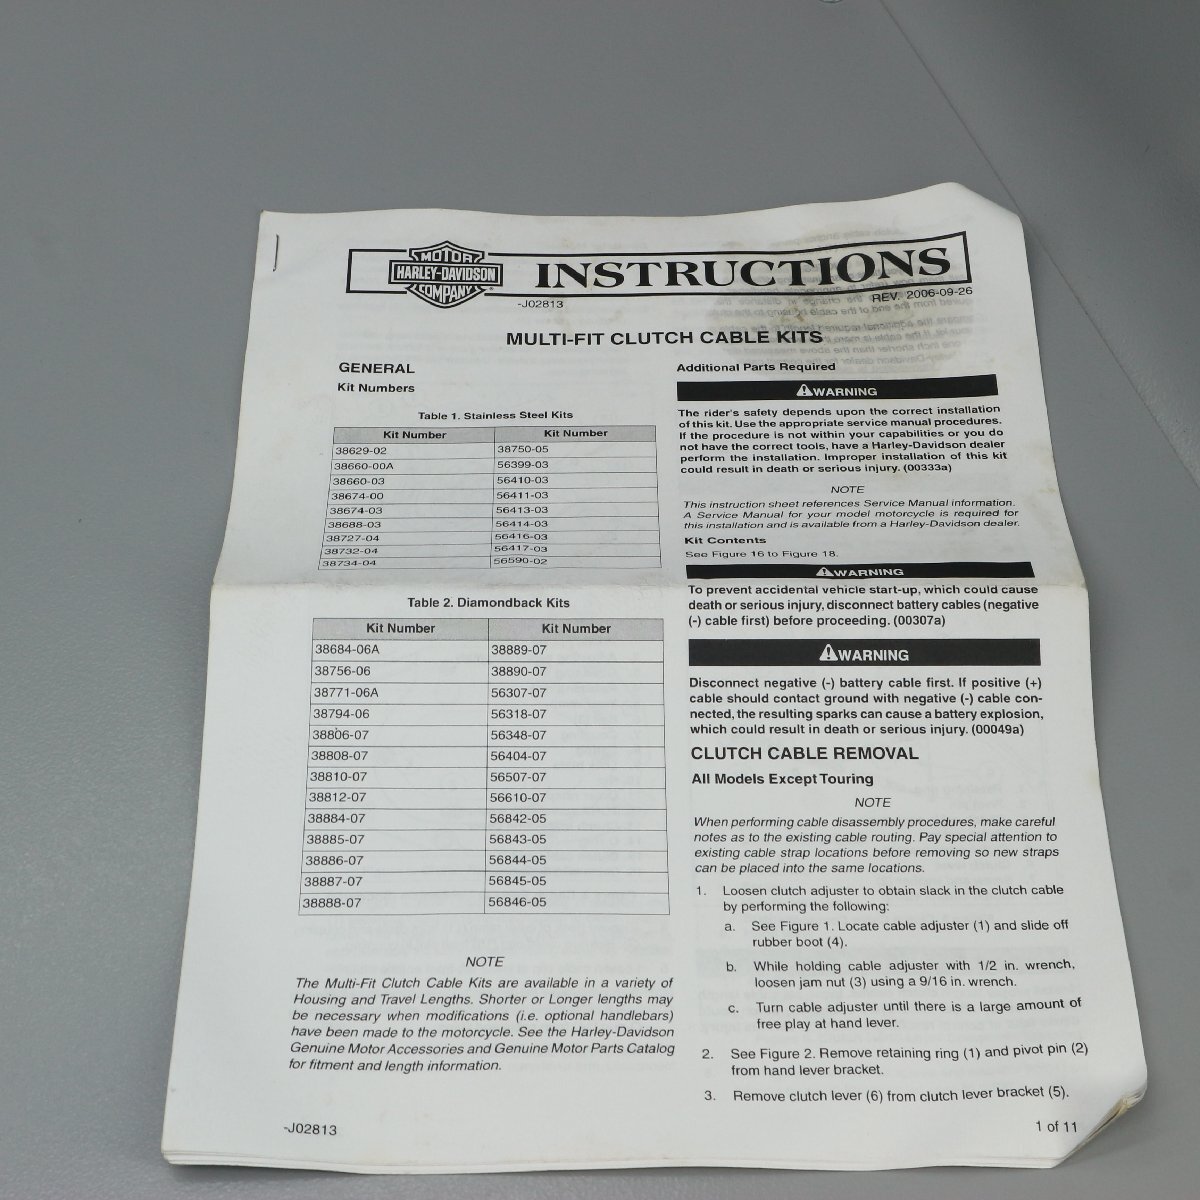 MOTOR
HARLEY-DAVIDSON
COMPANY
INSTRUCTIONS
-J02813
REV. 2006-09-26
MULTI-FIT CLUTCH CABLE KITS
GENERAL
Kit Numbers
Table 1. Stainless Steel Kits
Kit Number Kit Number
38629-02 38750-05
38660-00A 56399-03
38660-03 56410-03
38674-00 56411-03
38674-03 56413-03
38688-03 56414-03
38727-04 56416-03
38732-04 56417-03
38734-04 56590-02
Table 2. Diamondback Kits
Kit Number Kit Number
38684-06A 38889-07
38756-06 38890-07
38771-06A 56307-07
38794-06 56318-07
38806-07 56348-07
38808-07 56404-07
38810-07 56507-07
38812-07 56610-07
38884-07 56842-05
38885-07 56843-05
38886-07 56844-05
38887-07 56845-05
38888-07 56846-05
NOTE
The Multi-Fit Clutch Cable Kits are available in a variety of
Housing and Travel Lengths. Shorter or Longer lengths may
be necessary when modifications (i.e. optional handlebars)
have been made to the motorcycle. See the Harley-Davidson
Genuine Motor Accessories and Genuine Motor Parts Catalog
for fitment and length information.
Additional Parts Required
WARNING
The rider's safety depends upon the correct installation
of this kit. Use the appropriate service manual procedures.
If the procedure is not within your capabilities or you do
not have the correct tools, have a Harley-Davidson dealer
perform the installation. Improper installation of this kit
could result in death or serious injury. (00333a)
NOTE
This instruction sheet references Service Manual information.
A Service Manual for your model motorcycle is required for
this installation and is available from a Harley-Davidson dealer.
Kit Contents
See Figure 16 to Figure 18.
WARNING
To prevent accidental vehicle start-up, which could cause
death or serious injury, disconnect battery cables (negative
(-) cable first) before proceeding. (00307a)
WARNING
Disconnect negative (-) battery cable first. If positive (+)
cable should contact ground with negative (-) cable con-
nected, the resulting sparks can cause a battery explosion,
which could result in death or serious injury. (00049a)
CLUTCH CABLE REMOVAL
All Models Except Touring
NOTE
When performing cable disassembly procedures, make careful
notes as to the existing cable routing. Pay special attention to
existing cable strap locations before removing so new straps
can be placed into the same locations.
1. Loosen clutch adjuster to obtain slack in the clutch cable
by performing the following:
a. See Figure 1. Locate cable adjuster (1) and slide off
rubber boot (4).
b. While holding cable adjuster with 1/2 in. wrench,
loosen jam nut (3) using a 9/16 in. wrench.
c. Turn cable adjuster until there is a large amount of
free play at hand lever.
2. See Figure 2. Remove retaining ring (1) and pivot pin (2)
from hand lever bracket.
3. Remove clutch lever (6) from clutch lever bracket (5).
-J02813
1 of 11